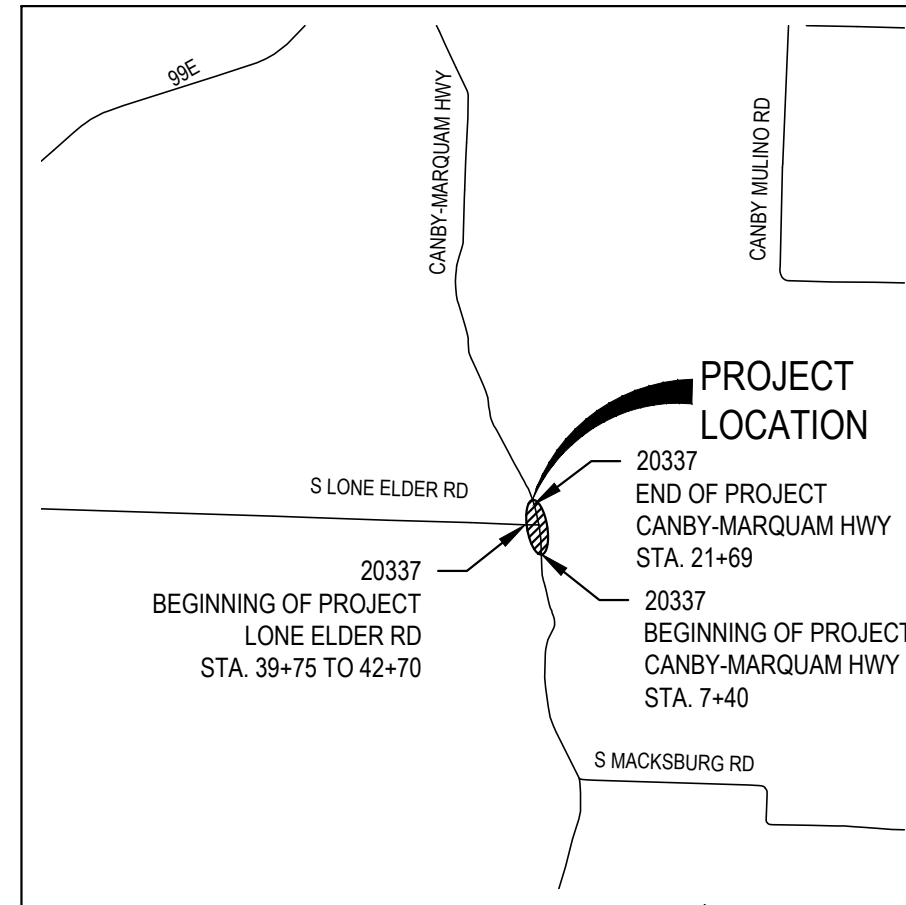 99E
CANBY-MARQUAM HWY
CANBY MULINO RD
PROJECT
LOCATION
S LONE ELDER RD
20337
END OF PROJECT
CANBY-MARQUAM HWY
STA. 21+69
20337
BEGINNING OF PROJECT
LONE ELDER RD
STA. 39+75 TO 42+70
20337
BEGINNING OF PROJECT
CANBY-MARQUAM HWY
STA. 7+40
S MACKSBURG RD